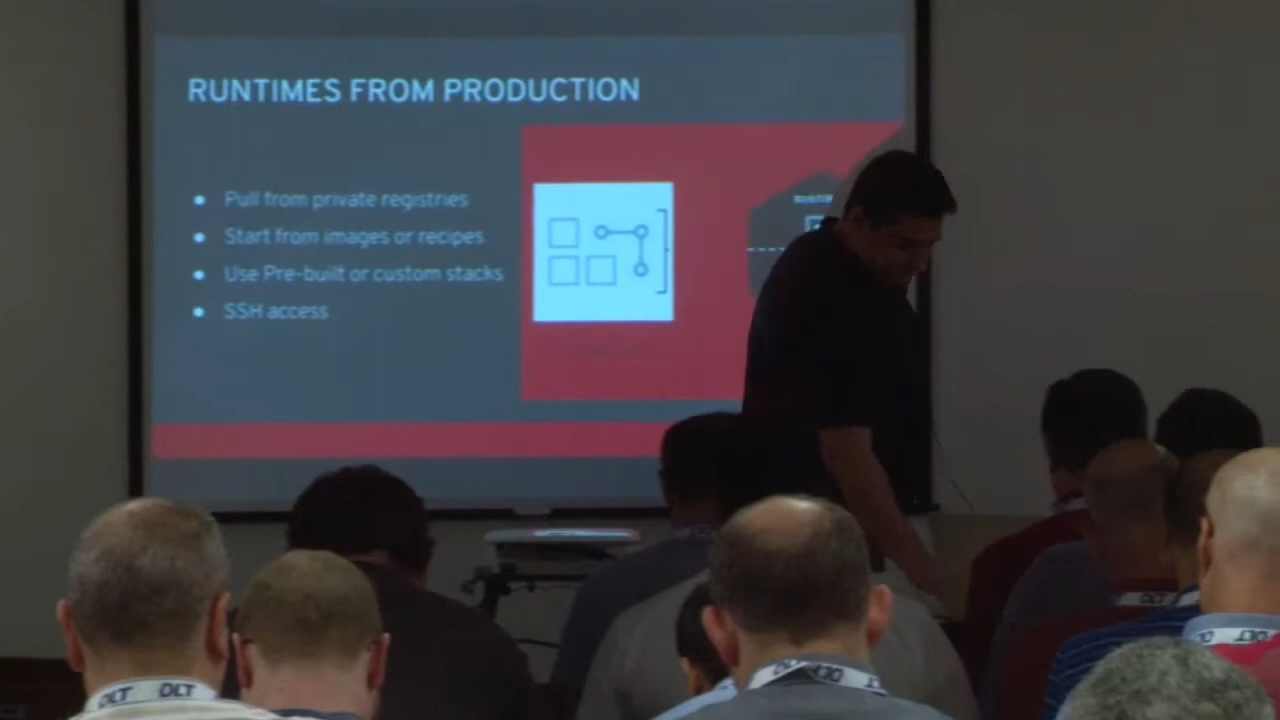 RUNTIMES FROM PRODUCTION
Pull from private registries
Start from images or recipes
Use Pre-built or custom stacks
SSH access
DLT DLT
DLT
DLT
DLT